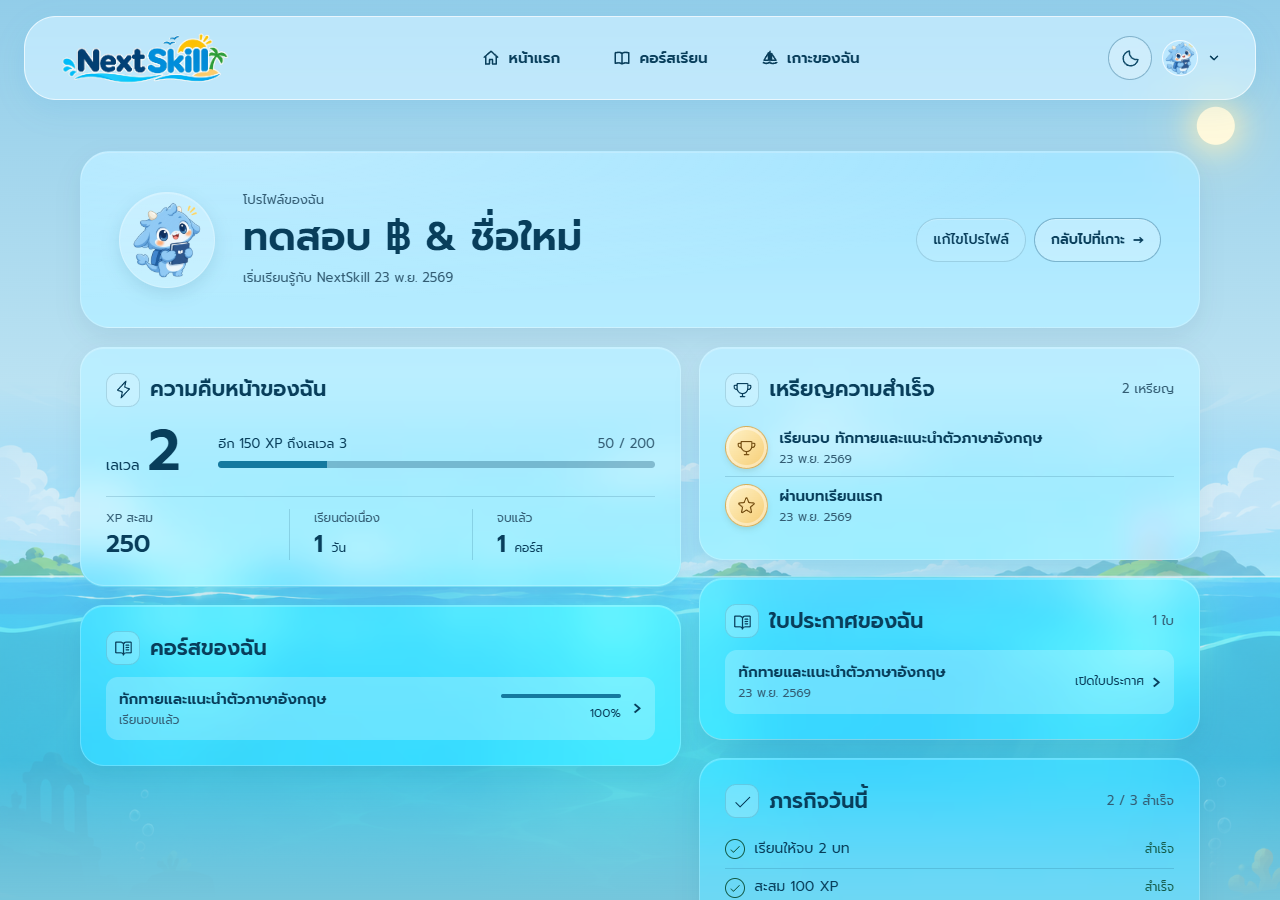 NextSkill
หน้าแรก
คอร์สเรียน
เกาะของฉัน
โปรไฟล์ของฉัน
ทดสอบ ฿ & ชื่อใหม่
เริ่มเรียนรู้กับ NextSkill 23 พ.ย. 2569
แก้ไขโปรไฟล์
กลับไปที่เกาะ →
ความคืบหน้าของฉัน
เลเวล 2
อีก 150 XP ถึงเลเวล 3
50 / 200
XP สะสม
250
เรียนต่อเนื่อง
1 วัน
จบแล้ว
1 คอร์ส
คอร์สของฉัน
ทักทายและแนะนำตัวภาษาอังกฤษ
เรียนจบแล้ว
100%
เหรียญความสำเร็จ
2 เหรียญ
เรียนจบ ทักทายและแนะนำตัวภาษาอังกฤษ
23 พ.ย. 2569
ผ่านบทเรียนแรก
23 พ.ย. 2569
ใบประกาศของฉัน
1 ใบ
ทักทายและแนะนำตัวภาษาอังกฤษ
23 พ.ย. 2569
เปิดใบประกาศ
ภารกิจวันนี้
2 / 3 สำเร็จ
เรียนให้จบ 2 บท
สำเร็จ
สะสม 100 XP
สำเร็จ